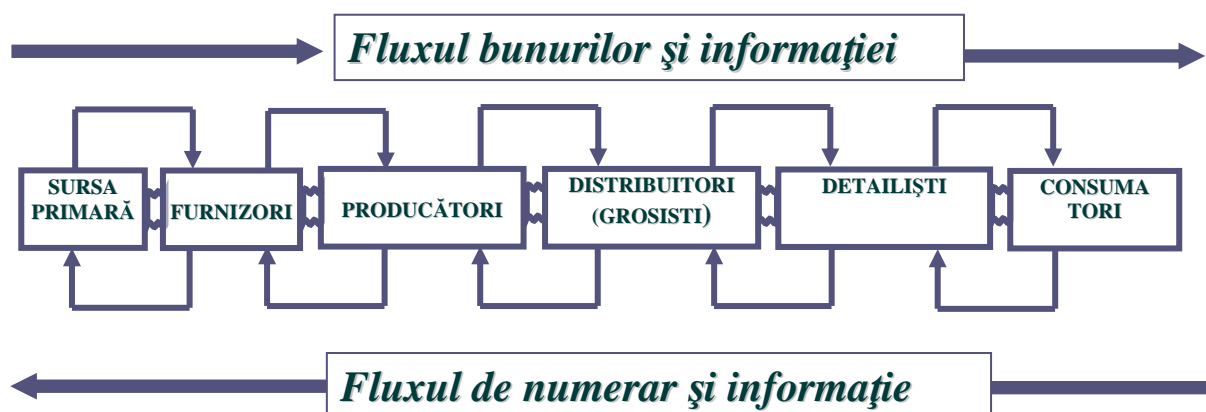 Fluxul bunurilor şi informaţiei
SURSA
PRIMARĂ
FURNIZORI
PRODUCĂTORI
DISTRIBUITORI
(GROSISTI)
DETAILIŞTI
CONSUMA
TORI
Fluxul de numerar şi informaţie